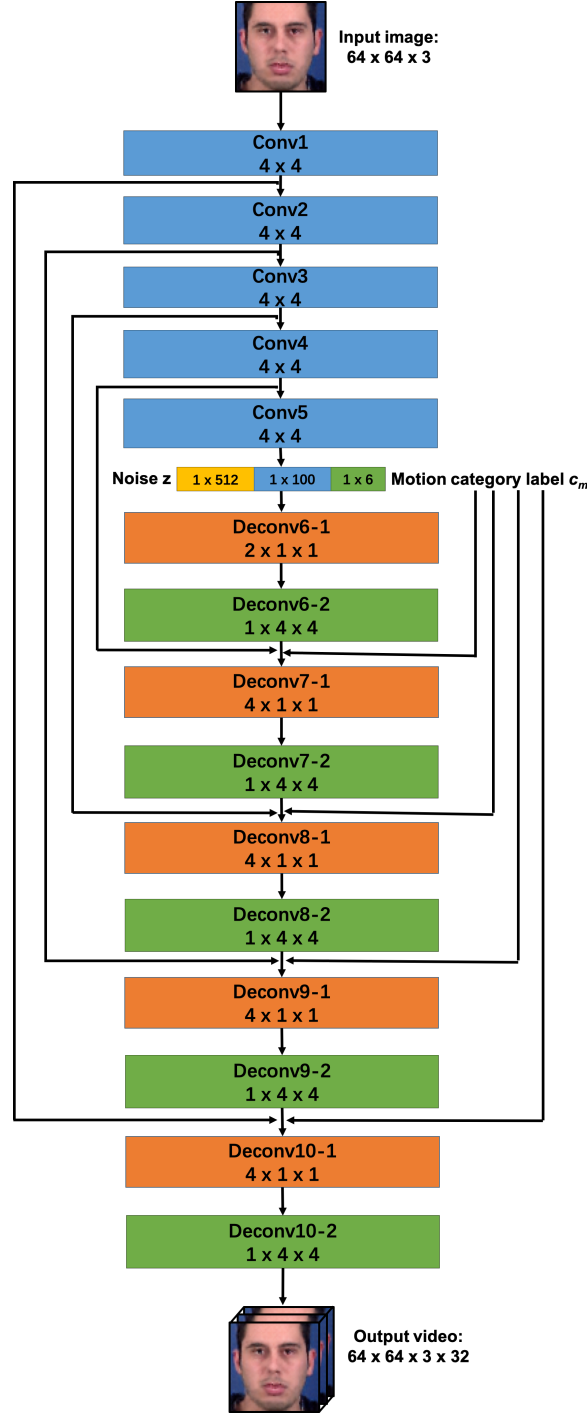 Input image:
64 x 64 x 3
Conv1
4 x 4
Conv2
4 x 4
Conv3
4 x 4
Conv4
4 x 4
Conv5
4 x 4
Noise z 1 x 512 1 x 100 1 x 6 Motion category label cₘ
Deconv6-1
2 x 1 x 1
Deconv6-2
1 x 4 x 4
Deconv7-1
4 x 1 x 1
Deconv7-2
1 x 4 x 4
Deconv8-1
4 x 1 x 1
Deconv8-2
1 x 4 x 4
Deconv9-1
4 x 1 x 1
Deconv9-2
1 x 4 x 4
Deconv10-1
4 x 1 x 1
Deconv10-2
1 x 4 x 4
Output video:
64 x 64 x 3 x 32